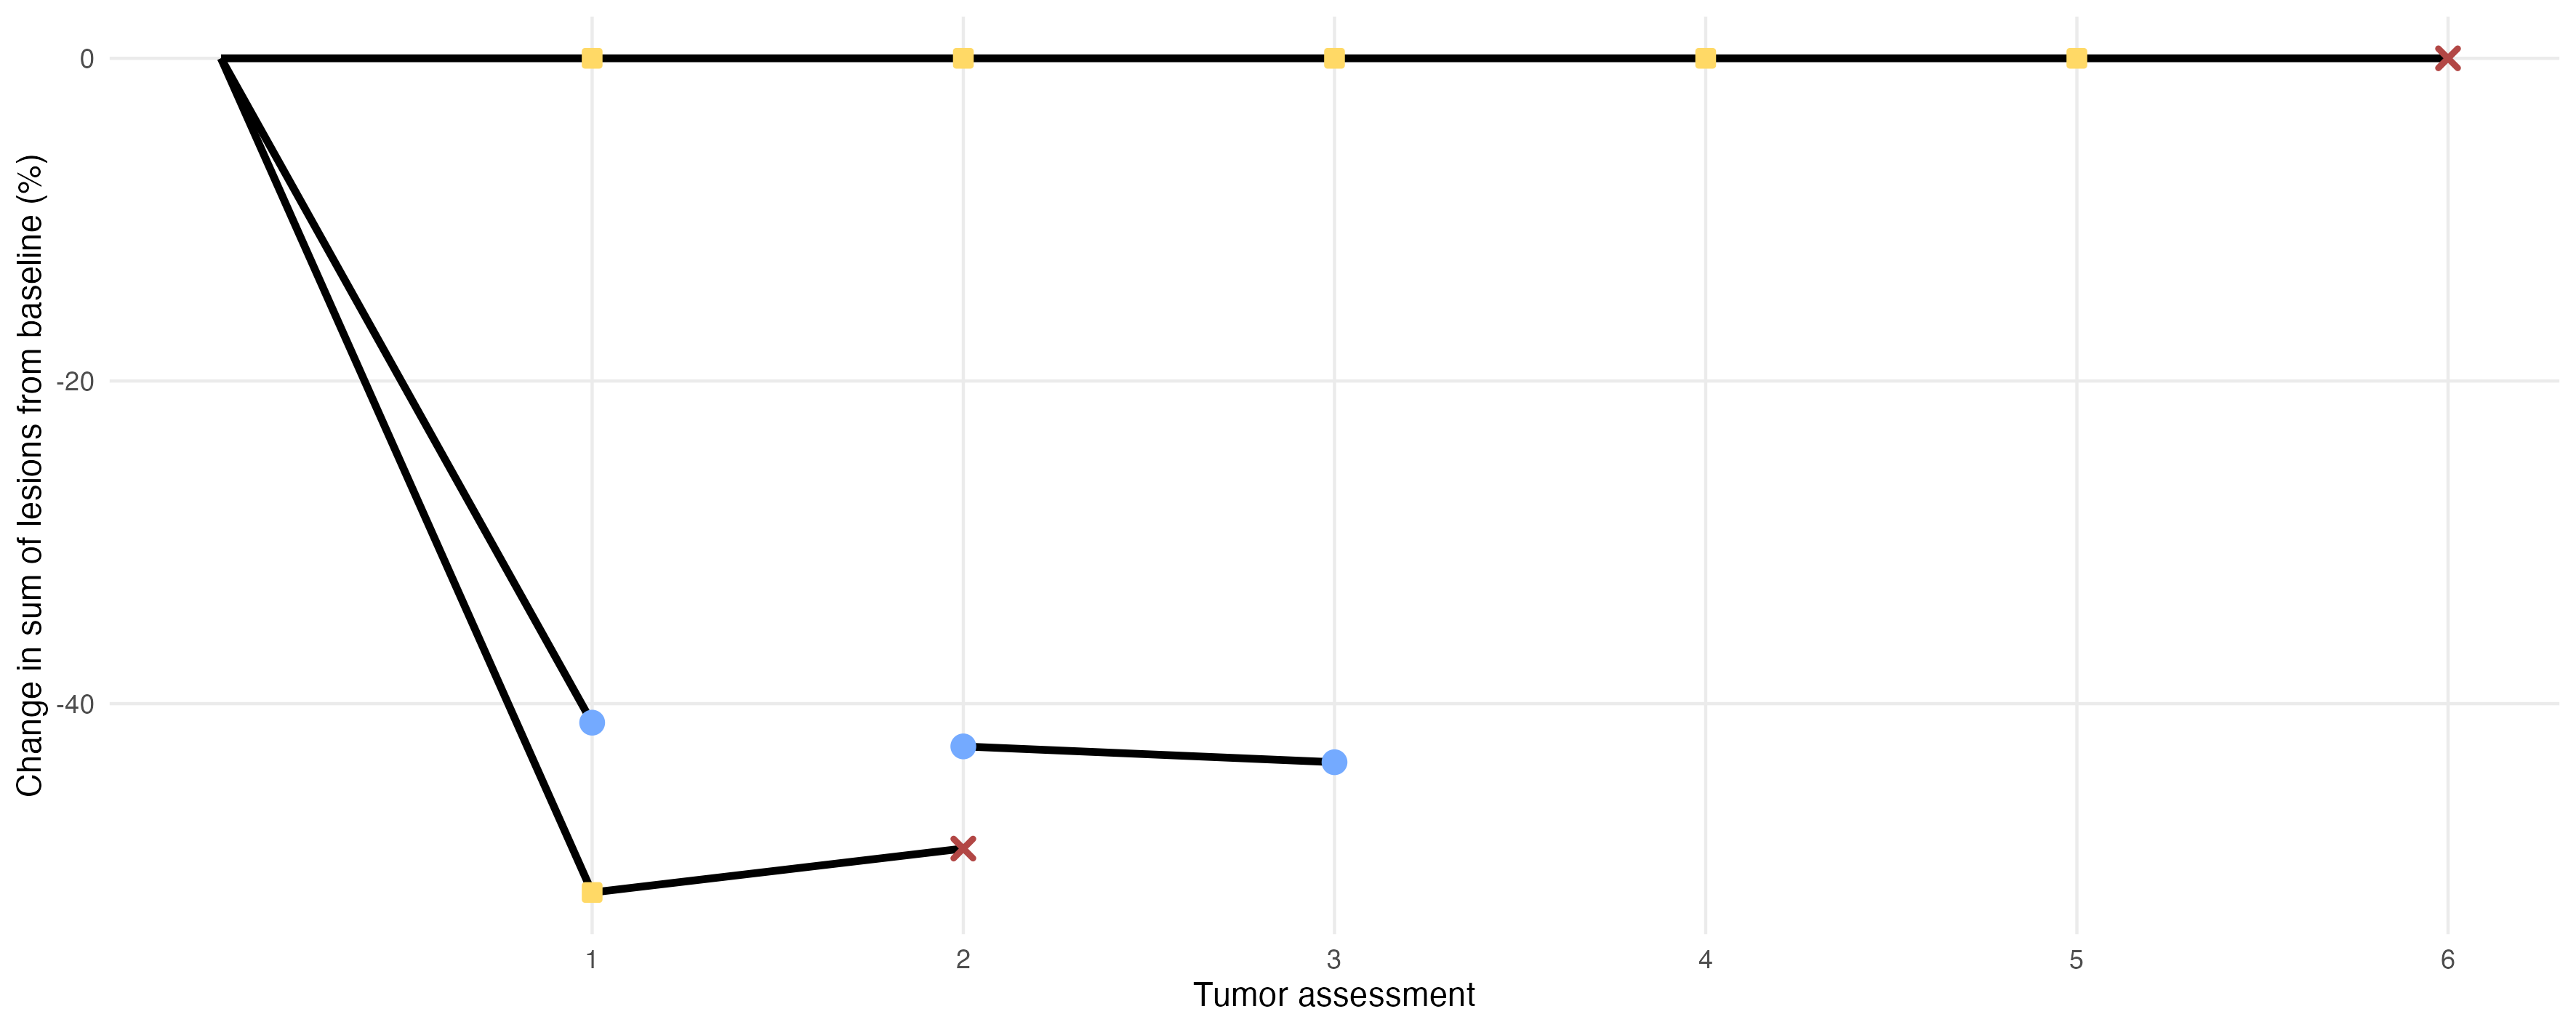 Change in sum of lesions from baseline (%)
0
-20
-40
1 2 3 4 5 6
Tumor assessment